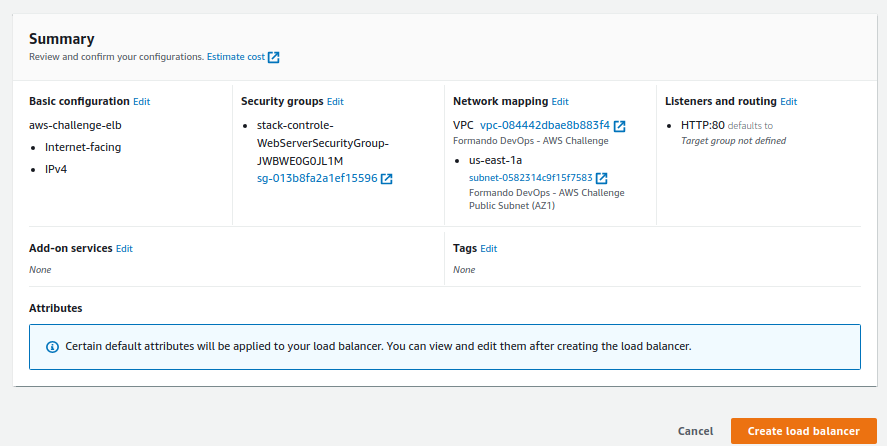 Summary
Review and confirm your configurations. Estimate cost
Basic configuration Edit
aws-challenge-elb
Internet-facing
IPv4
Security groups Edit
stack-controle-
WebServerSecurityGroup-
JWBWE0G0JL1M
sg-013b8fa2a1ef15596
Network mapping Edit
VPC vpc-084442dbae8b883f4
Formando DevOps - AWS Challenge
us-east-1a
subnet-0582314c9f15f7583
Formando DevOps - AWS Challenge
Public Subnet (AZ1)
Listeners and routing Edit
HTTP:80 defaults to
Target group not defined
Add-on services Edit
None
Tags Edit
None
Attributes
Certain default attributes will be applied to your load balancer. You can view and edit them after creating the load balancer.
Cancel
Create load balancer